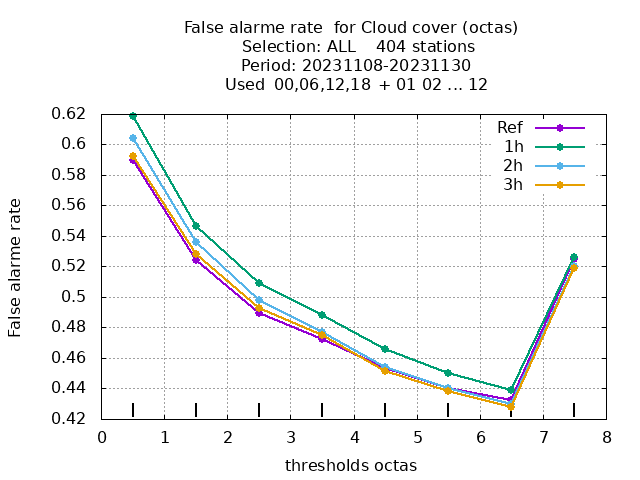 False alarme rate  for Cloud cover (octas)
Selection: ALL    404 stations
Period: 20231108-20231130
Used  00,06,12,18  + 01 02 ... 12
0.62
0.6
0.58
0.56
0.54
0.52
0.5
0.48
0.46
0.44
0.42
False alarme rate
Ref
1h
2h
3h
0 1 2 3 4 5 6 7 8
thresholds octas